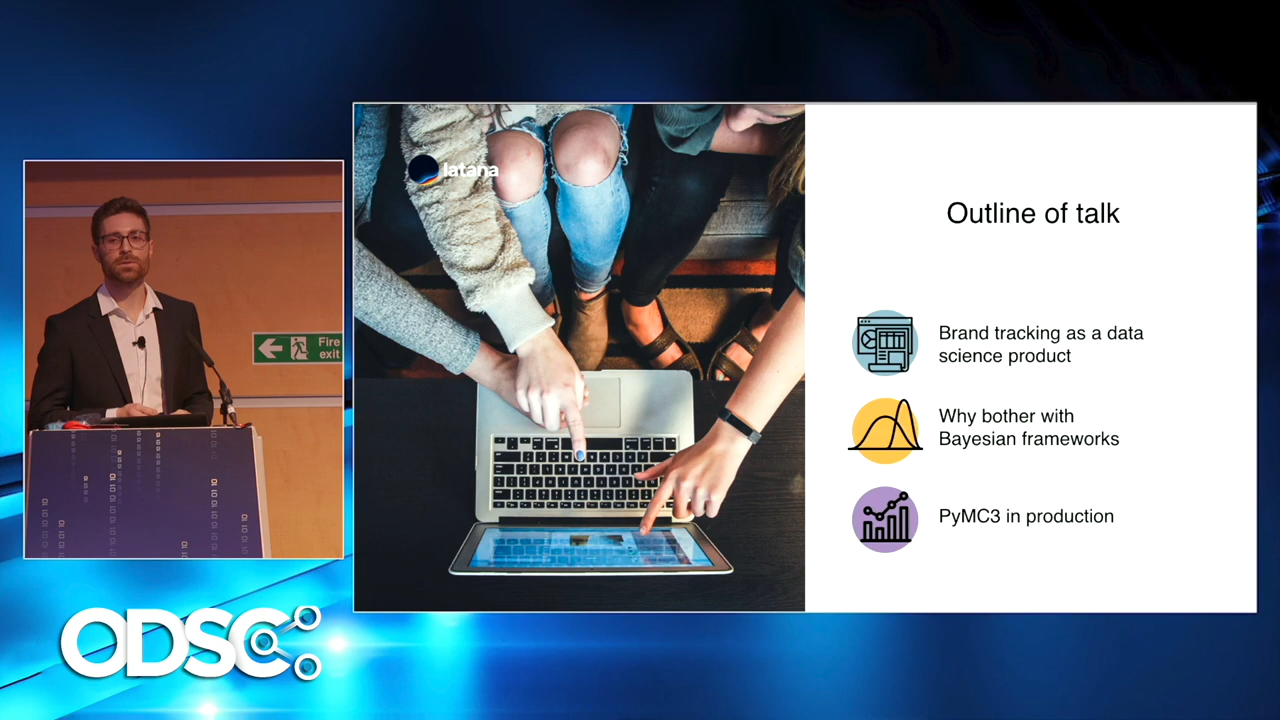 latana
Outline of talk
Brand tracking as a data
science product
Why bother with
Bayesian frameworks
PyMC3 in production
Fire
exit
ODSC